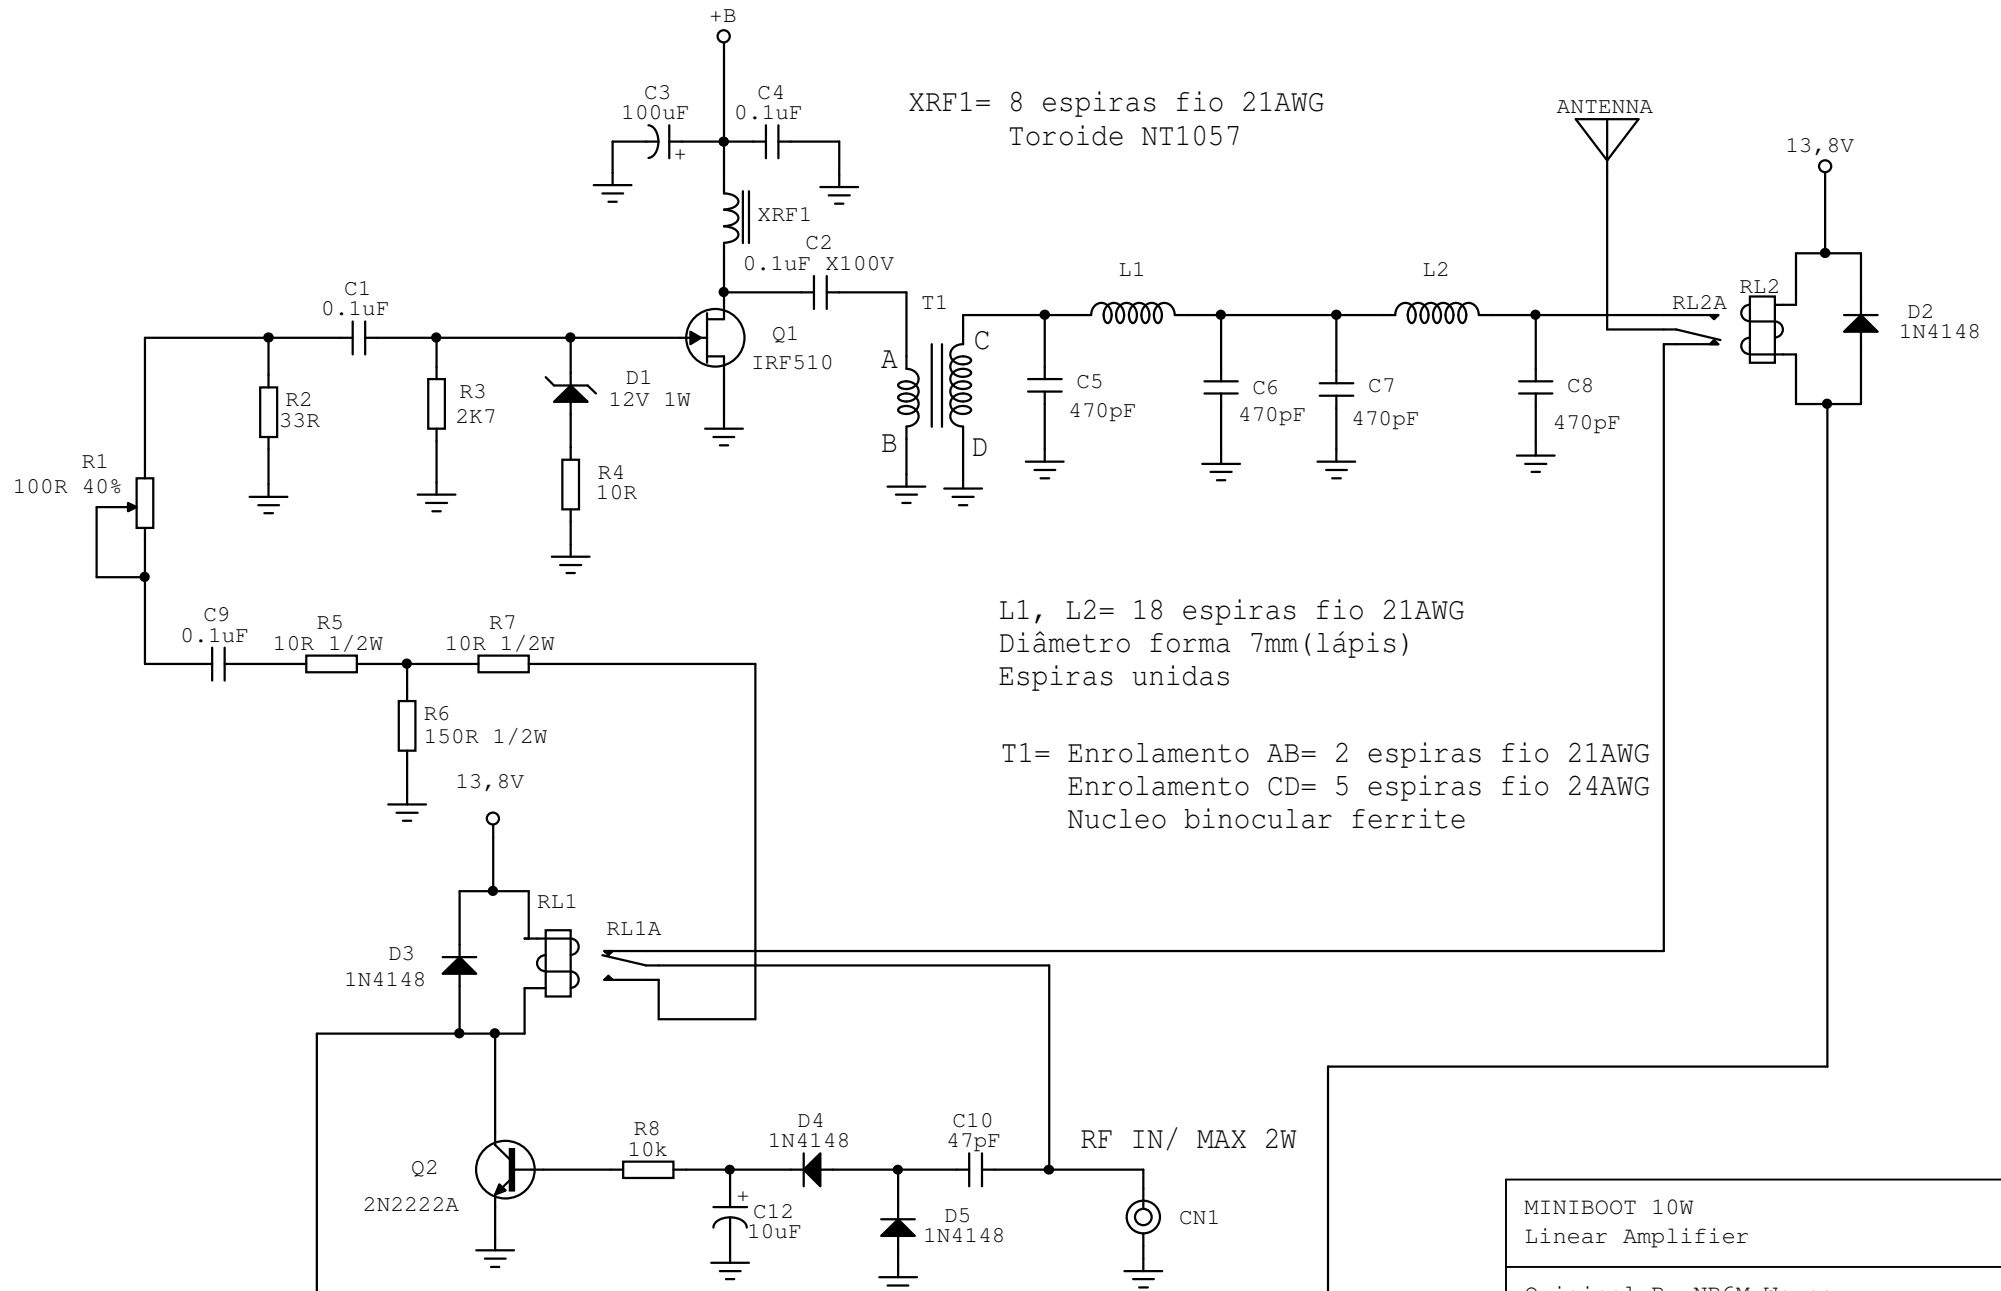 +B
C3
100uF
+
C4
0.1uF
XRF1= 8 espiras fio 21AWG
Toroide NT1057
ANTENNA
13,8V
XRF1
C2
0.1uF X100V
C1
0.1uF
T1
L1
L2
RL2A
RL2
D2
1N4148
Q1
IRF510
A
B
C
D
R2
33R
R3
2K7
D1
12V 1W
C5
470pF
C6
470pF
C7
470pF
C8
470pF
R1
100R 40%
R4
10R
C9
0.1uF
R5
10R 1/2W
R7
10R 1/2W
L1, L2= 18 espiras fio 21AWG
Diâmetro forma 7mm(lápis)
Espiras unidas
R6
150R 1/2W
T1= Enrolamento AB= 2 espiras fio 21AWG
Enrolamento CD= 5 espiras fio 24AWG
Nucleo binocular ferrite
13,8V
RL1
RL1A
D3
1N4148
R8
10k
D4
1N4148
C10
47pF
RF IN/ MAX 2W
Q2
2N2222A
+
C12
10uF
D5
1N4148
CN1
MINIBOOT 10W
Linear Amplifier